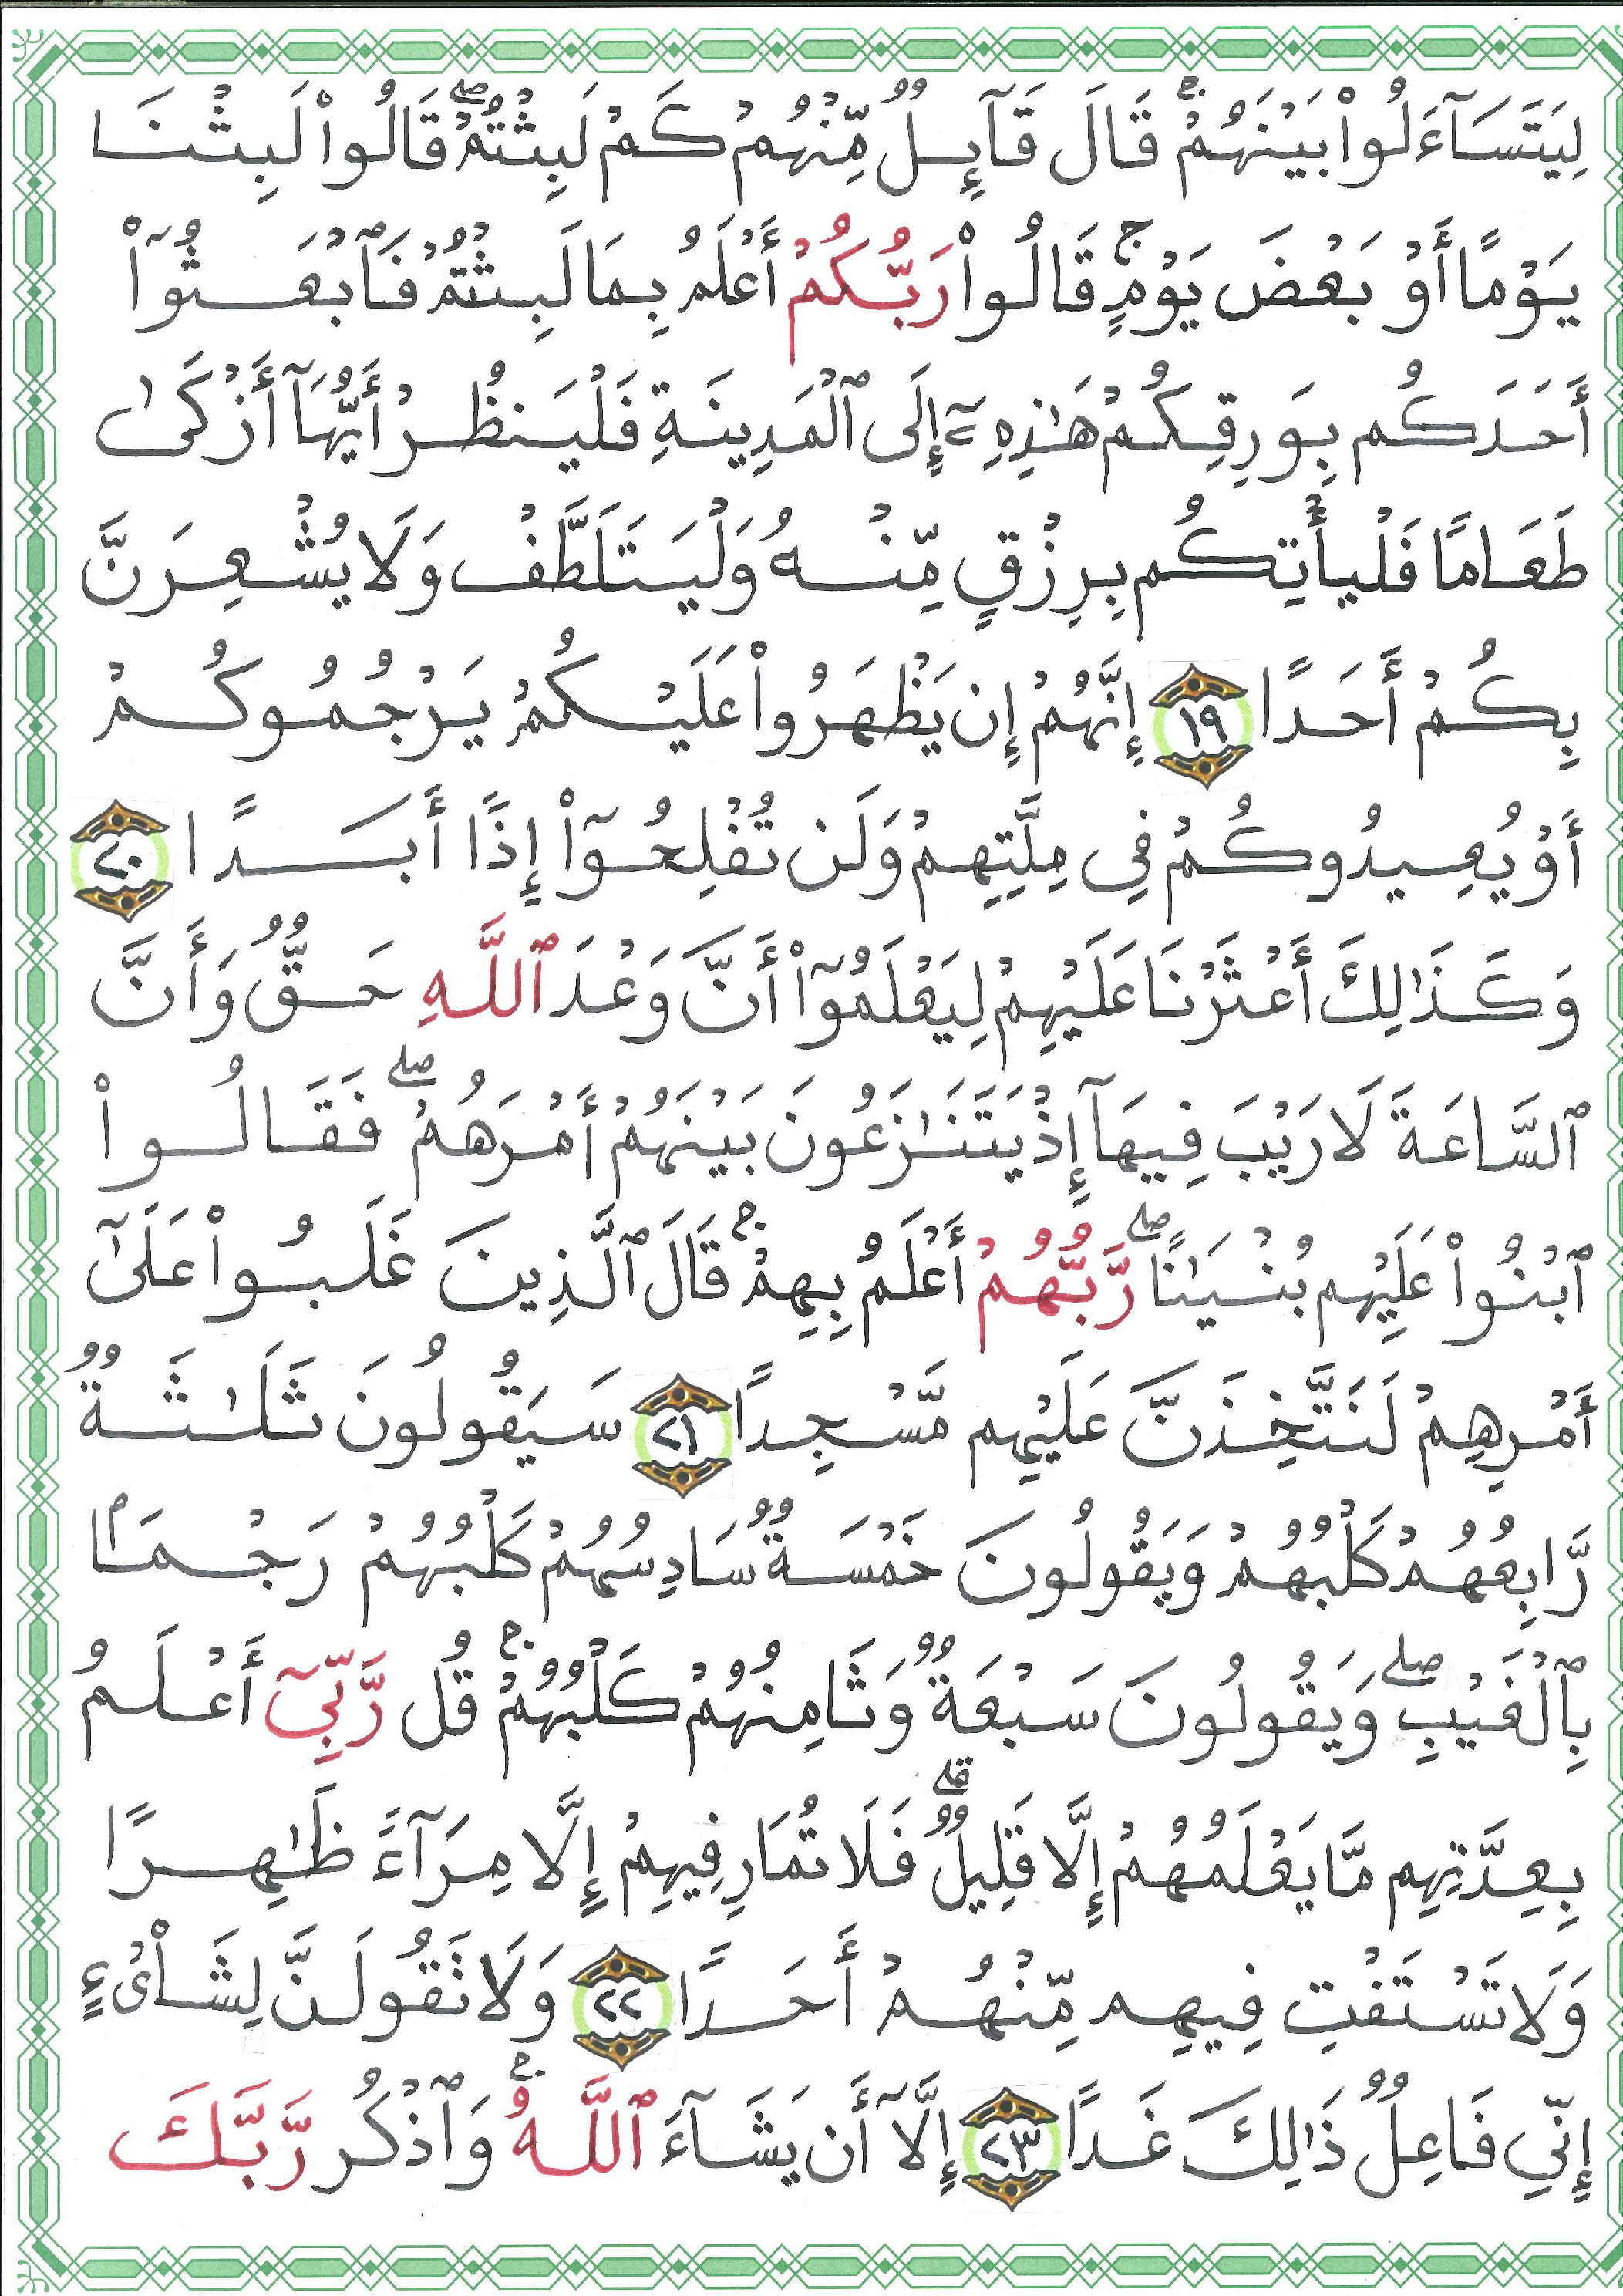 لِيَتَسَآءَلُوا۟ بَيْنَهُمْ ۚ قَالَ قَآئِلٌ مِّنْهُمْ كَمْ لَبِثْتُمْ ۖ قَالُوا۟ لَبِثْنَا
يَوْمًا أَوْ بَعْضَ يَوْمٍ ۚ قَالُوا۟ رَبُّكُمْ أَعْلَمُ بِمَا لَبِثْتُمْ فَٱبْعَثُوٓا۟
أَحَدَكُم بِوَرِقِكُمْ هَٰذِهِۦٓ إِلَى ٱلْمَدِينَةِ فَلْيَنظُرْ أَيُّهَآ أَزْكَىٰ
طَعَامًا فَلْيَأْتِكُم بِرِزْقٍ مِّنْهُ وَلْيَتَلَطَّفْ وَلَا يُشْعِرَنَّ
بِكُمْ أَحَدًا ١٩ إِنَّهُمْ إِن يَظْهَرُوا۟ عَلَيْكُمْ يَرْجُمُوكُمْ
أَوْ يُعِيدُوكُمْ فِى مِلَّتِهِمْ وَلَن تُفْلِحُوٓا۟ إِذًا أَبَدًا ٢٠
وَكَذَٰلِكَ أَعْثَرْنَا عَلَيْهِمْ لِيَعْلَمُوٓا۟ أَنَّ وَعْدَ ٱللَّهِ حَقٌّ وَأَنَّ
ٱلسَّاعَةَ لَا رَيْبَ فِيهَآ إِذْ يَتَنَٰزَعُونَ بَيْنَهُمْ أَمْرَهُمْ ۖ فَقَالُوا۟
ٱبْنُوا۟ عَلَيْهِم بُنْيَٰنًا ۖ رَّبُّهُمْ أَعْلَمُ بِهِمْ ۚ قَالَ ٱلَّذِينَ غَلَبُوا۟ عَلَىٰٓ
أَمْرِهِمْ لَنَتَّخِذَنَّ عَلَيْهِم مَّسْجِدًا ٢١ سَيَقُولُونَ ثَلَٰثَةٌ
رَّابِعُهُمْ كَلْبُهُمْ وَيَقُولُونَ خَمْسَةٌ سَادِسُهُمْ كَلْبُهُمْ رَجْمًۢا
بِٱلْغَيْبِ ۖ وَيَقُولُونَ سَبْعَةٌ وَثَامِنُهُمْ كَلْبُهُمْ ۚ قُل رَّبِّىٓ أَعْلَمُ
بِعِدَّتِهِم مَّا يَعْلَمُهُمْ إِلَّا قَلِيلٌ ۗ فَلَا تُمَارِ فِيهِمْ إِلَّا مِرَآءً ظَٰهِرًا
وَلَا تَسْتَفْتِ فِيهِم مِّنْهُمْ أَحَدًا ٢٢ وَلَا تَقُولَنَّ لِشَا۟ىْءٍ
إِنِّى فَاعِلٌ ذَٰلِكَ غَدًا ٢٣ إِلَّآ أَن يَشَآءَ ٱللَّهُ ۚ وَٱذْكُر رَّبَّكَ